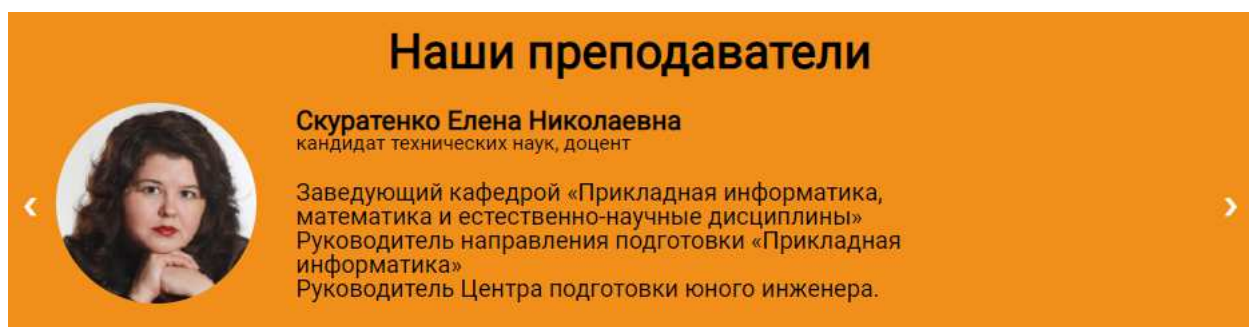 Наши преподаватели
Скуратенко Елена Николаевна
кандидат технических наук, доцент
Заведующий кафедрой «Прикладная информатика,
математика и естественно-научные дисциплины»
Руководитель направления подготовки «Прикладная
информатика»
Руководитель Центра подготовки юного инженера.